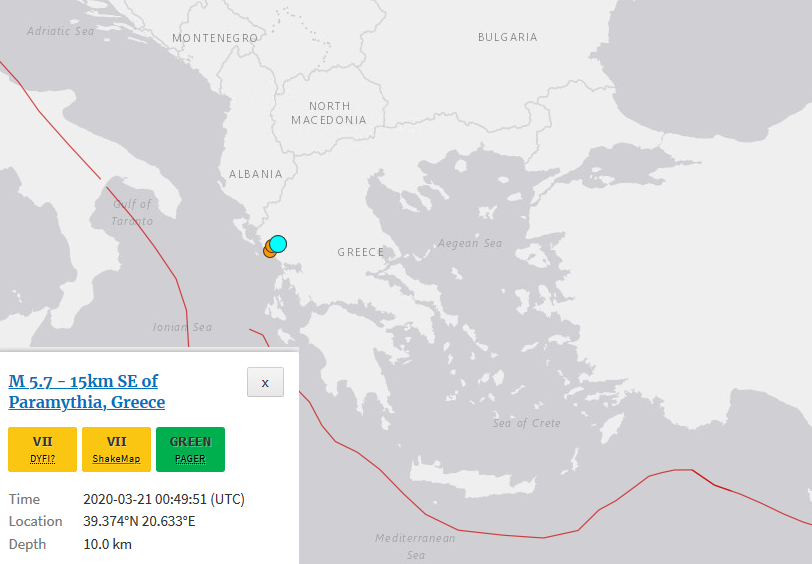 Adriatic Sea
MONTENEGRO
BULGARIA
NORTH
MACEDONIA
ALBANIA
Gulf of
Taranto
GREECE
Aegean Sea
Ionian Sea
M 5.7 - 15km SE of
Paramythia, Greece
x
VII
DYFI?
VII
ShakeMap
GREEN
PAGER
Time 2020-03-21 00:49:51 (UTC)
Location 39.374°N 20.633°E
Depth 10.0 km
Sea of Crete
Mediterranean
Sea